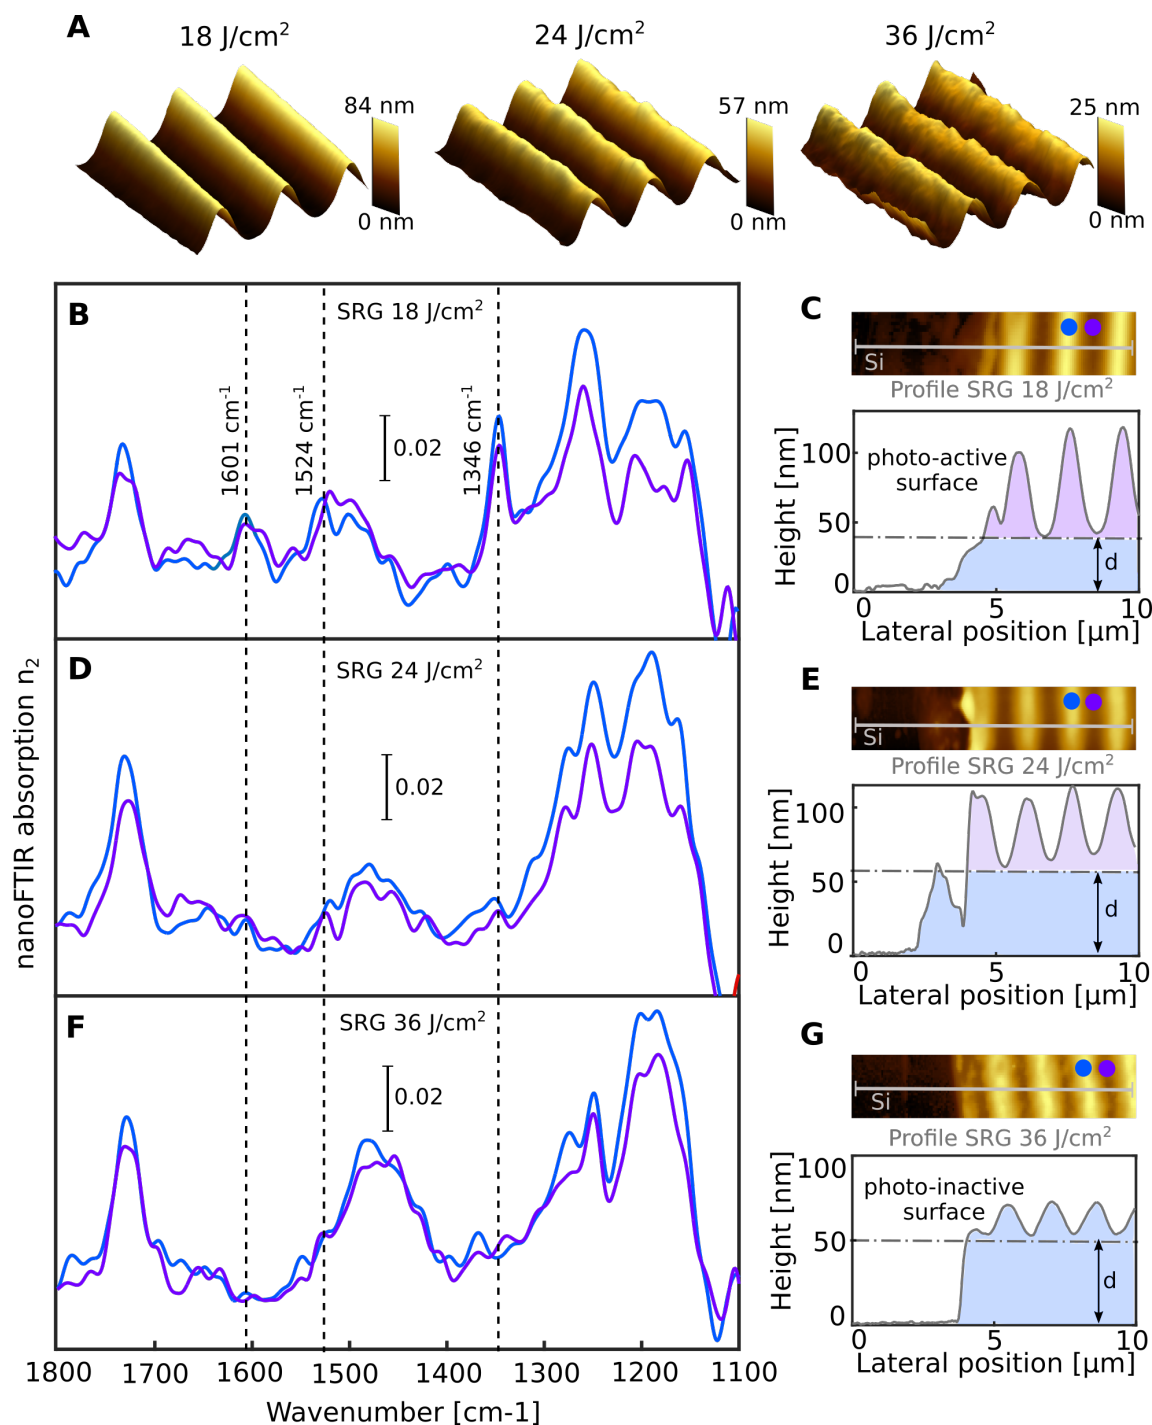 A
18 J/cm²
24 J/cm²
36 J/cm²
84 nm
0 nm
57 nm
0 nm
25 nm
0 nm
B
SRG 18 J/cm²
1601 cm⁻¹
1524 cm⁻¹
1346 cm⁻¹
0.02
C
Si
Profile SRG 18 J/cm²
photo-active
surface
d
Height [nm]
100
50
0
0
5
10
Lateral position [μm]
D
SRG 24 J/cm²
0.02
E
Si
Profile SRG 24 J/cm²
d
Height [nm]
100
50
0
0
5
10
Lateral position [μm]
F
SRG 36 J/cm²
0.02
G
Si
Profile SRG 36 J/cm²
photo-inactive
surface
d
Height [nm]
100
50
0
0
5
10
Lateral position [μm]
nanoFTIR absorption n₂
1800
1700
1600
1500
1400
1300
1200
1100
Wavenumber [cm-1]